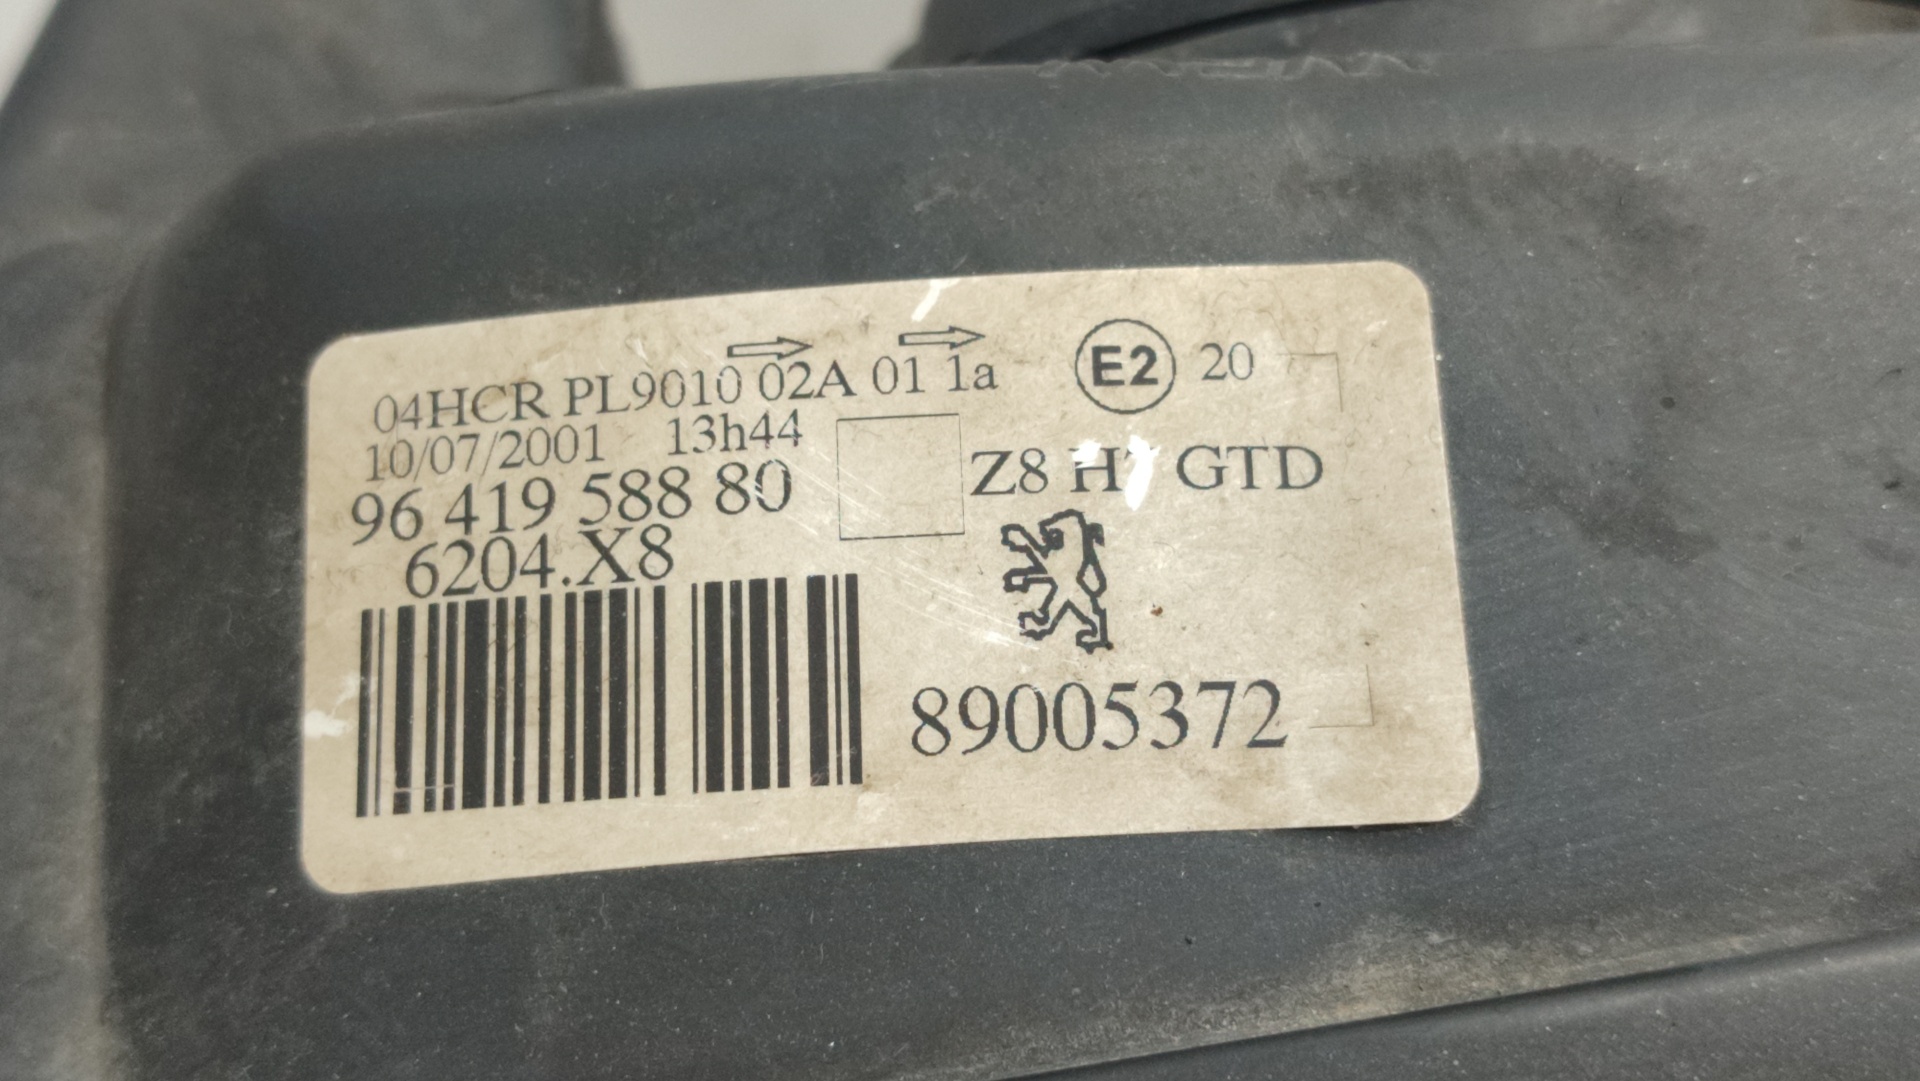 04HCR PL9010 02A 01 1a E2 20
10/07/2001 13h44
96 419 588 80 Z8 H7 GTD
6204.X8
89005372